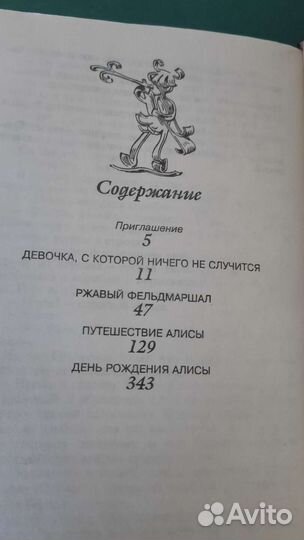 Содержание
Приглашение
5
ДЕВОЧКА, С КОТОРОЙ НИЧЕГО НЕ СЛУЧИТСЯ
11
РЖАВЫЙ ФЕЛЬДМАРШАЛ
47
ПУТЕШЕСТВИЕ АЛИСЫ
129
ДЕНЬ РОЖДЕНИЯ АЛИСЫ
343
Avito